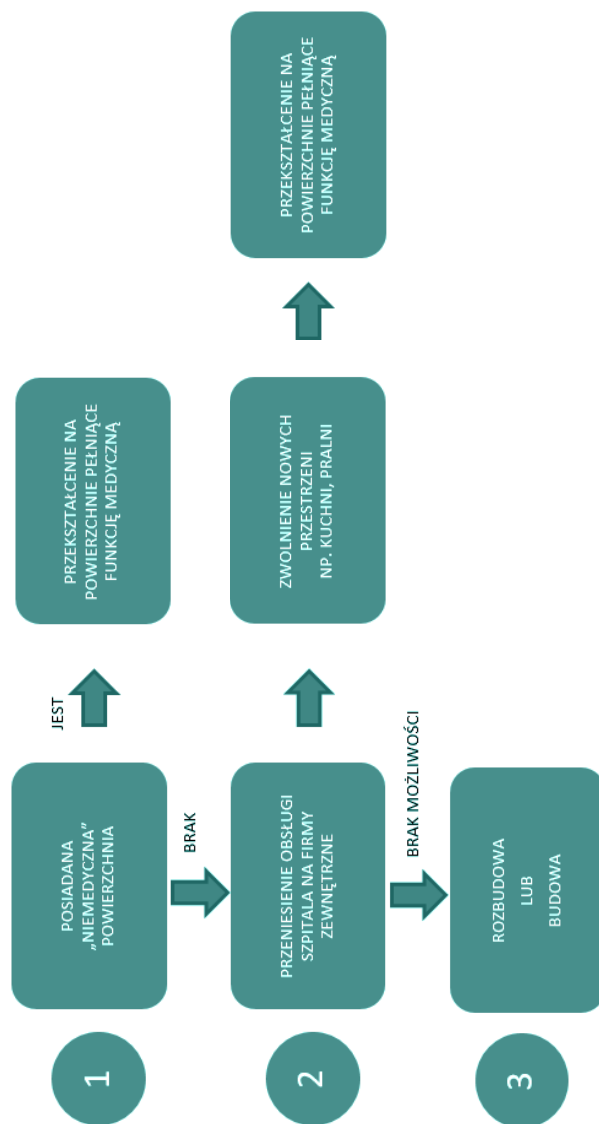 1
POSIADANA
„NIEMEDYCZNA”
POWIERZCHNIA
JEST
PRZEKSZTAŁCENIE NA
POWIERZCHNIE PEŁNIĄCE
FUNKCJĘ MEDYCZNĄ
BRAK
2
PRZENIESIENIE OBSŁUGI
SZPITALA NA FIRMY
ZEWNĘTRZNE
ZWOLNIENIE NOWYCH
PRZESTRZENI
NP. KUCHNI, PRALNI
PRZEKSZTAŁCENIE NA
POWIERZCHNIE PEŁNIĄCE
FUNKCJĘ MEDYCZNĄ
BRAK MOŻLIWOŚCI
3
ROZBUDOWA
LUB
BUDOWA